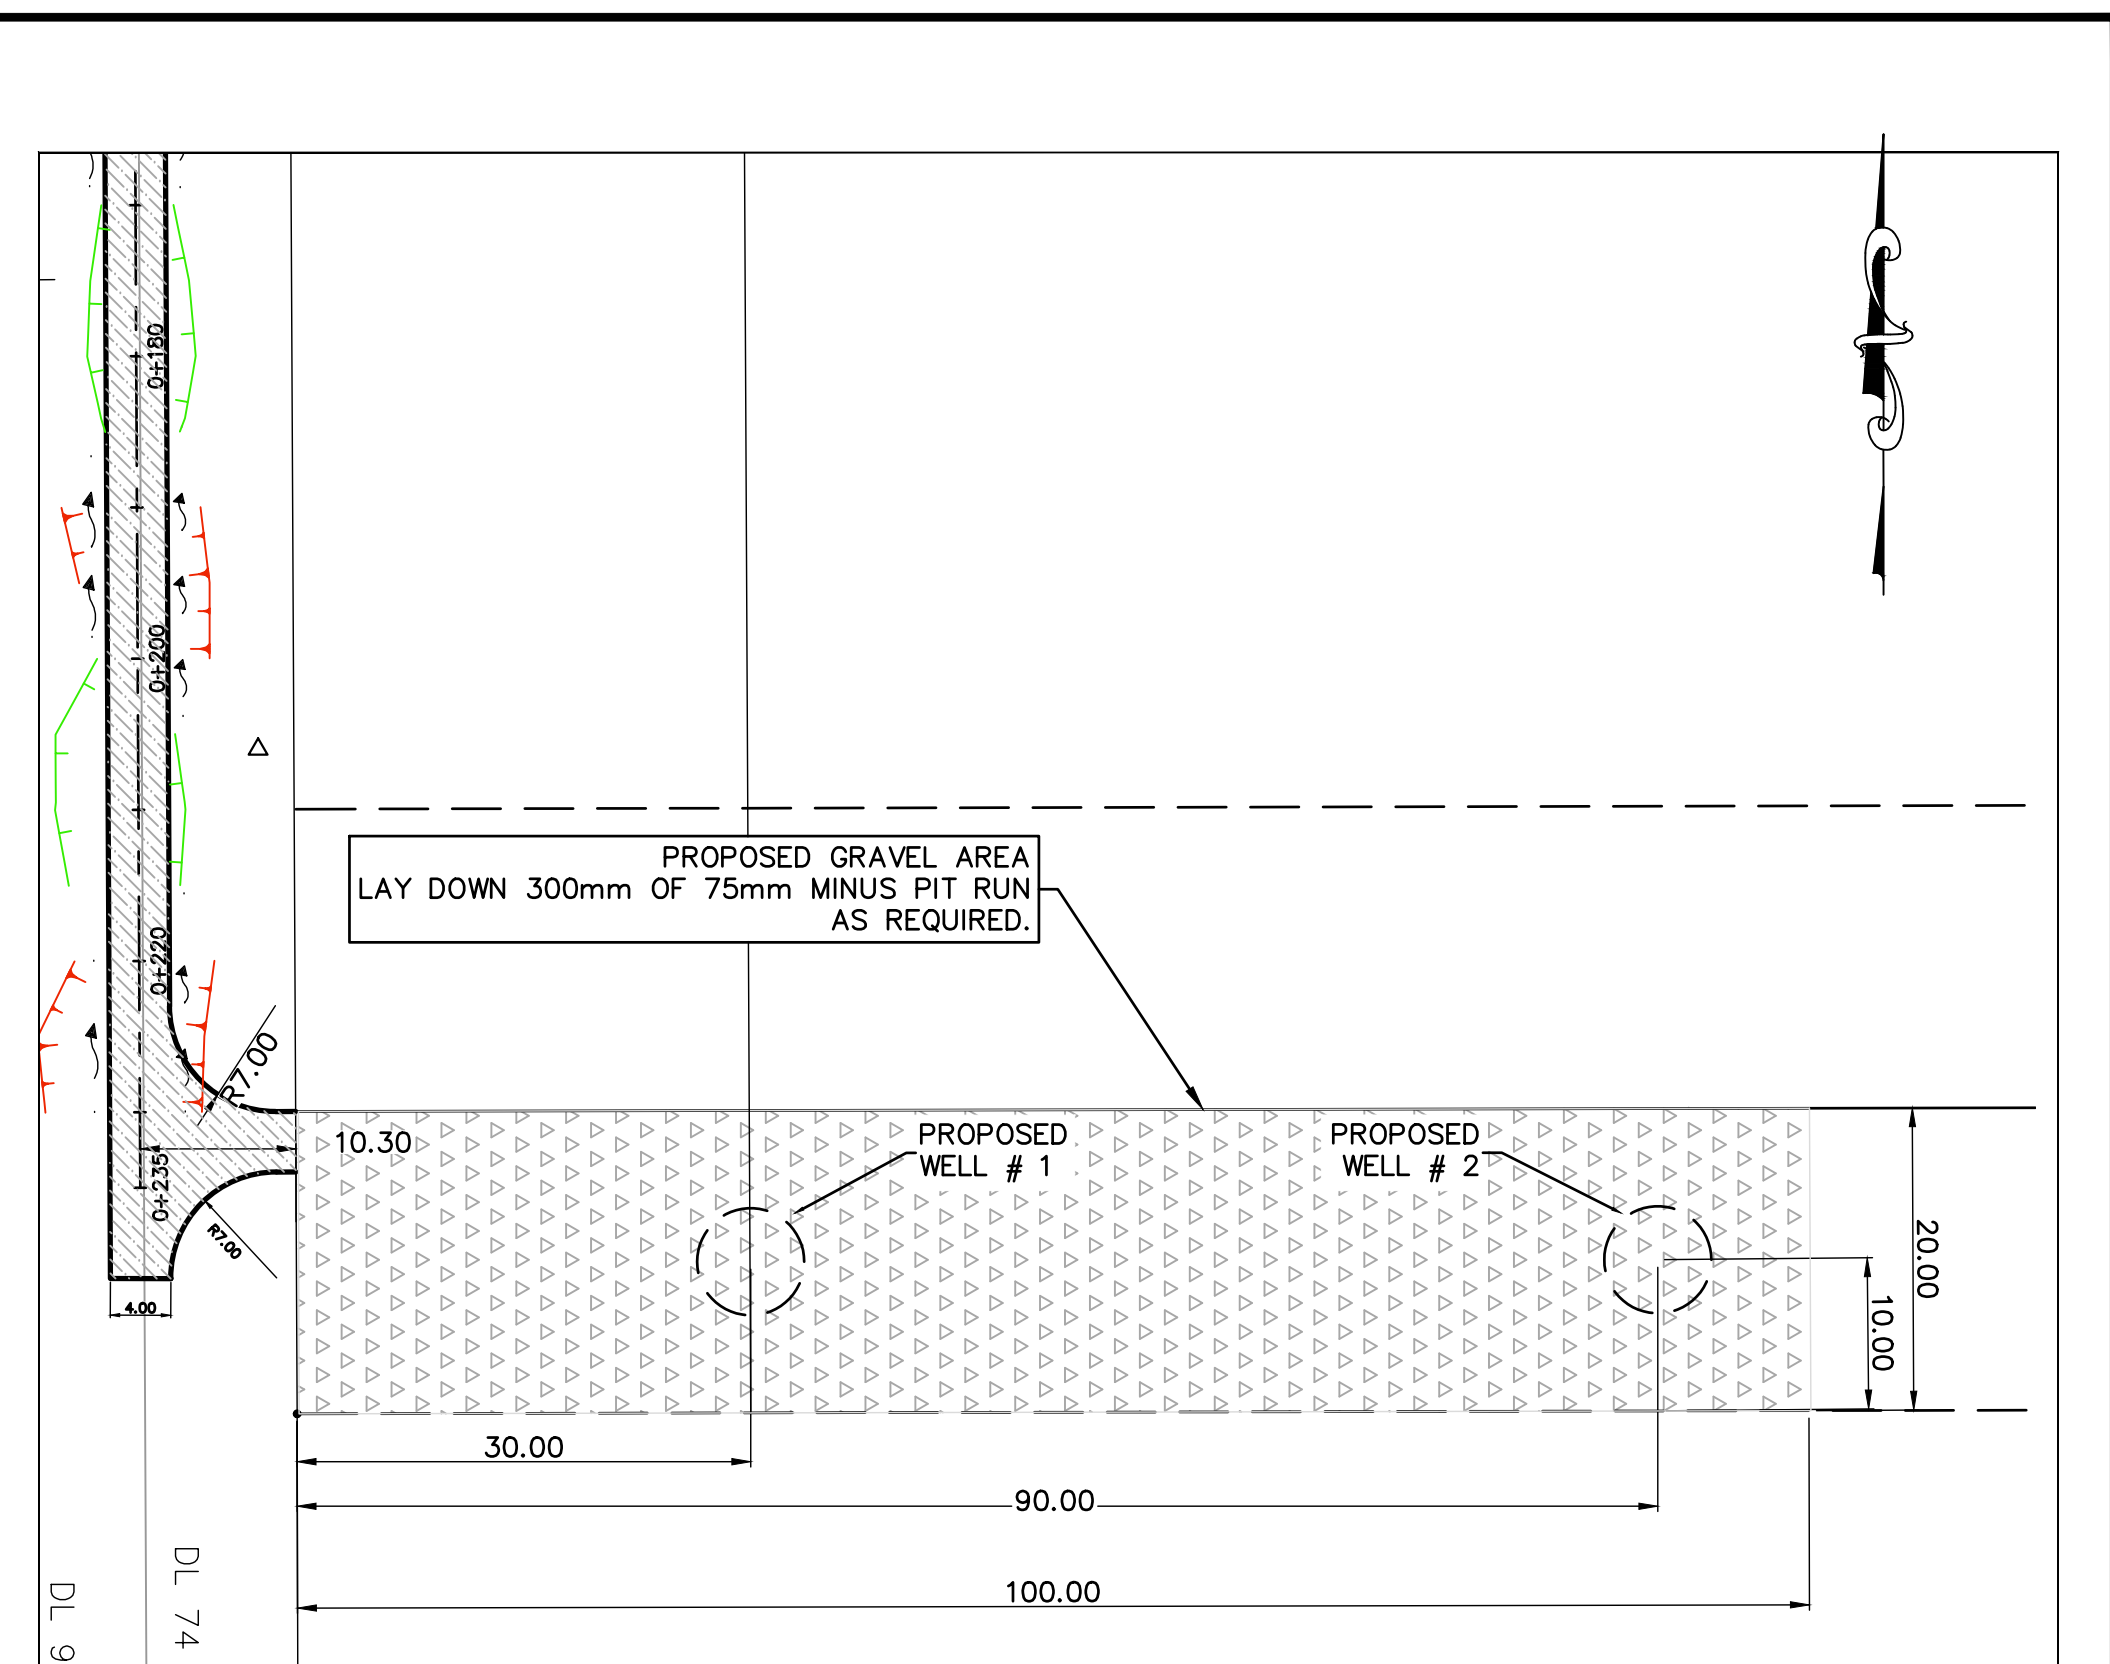 0+180
0+200
PROPOSED GRAVEL AREA
LAY DOWN 300mm OF 75mm MINUS PIT RUN
AS REQUIRED.
0+220
R7.00
10.30
PROPOSED
WELL # 1
PROPOSED
WELL # 2
0+235
R7.00
20.00
10.00
4.00
30.00
90.00
100.00
DL 74
DL 9